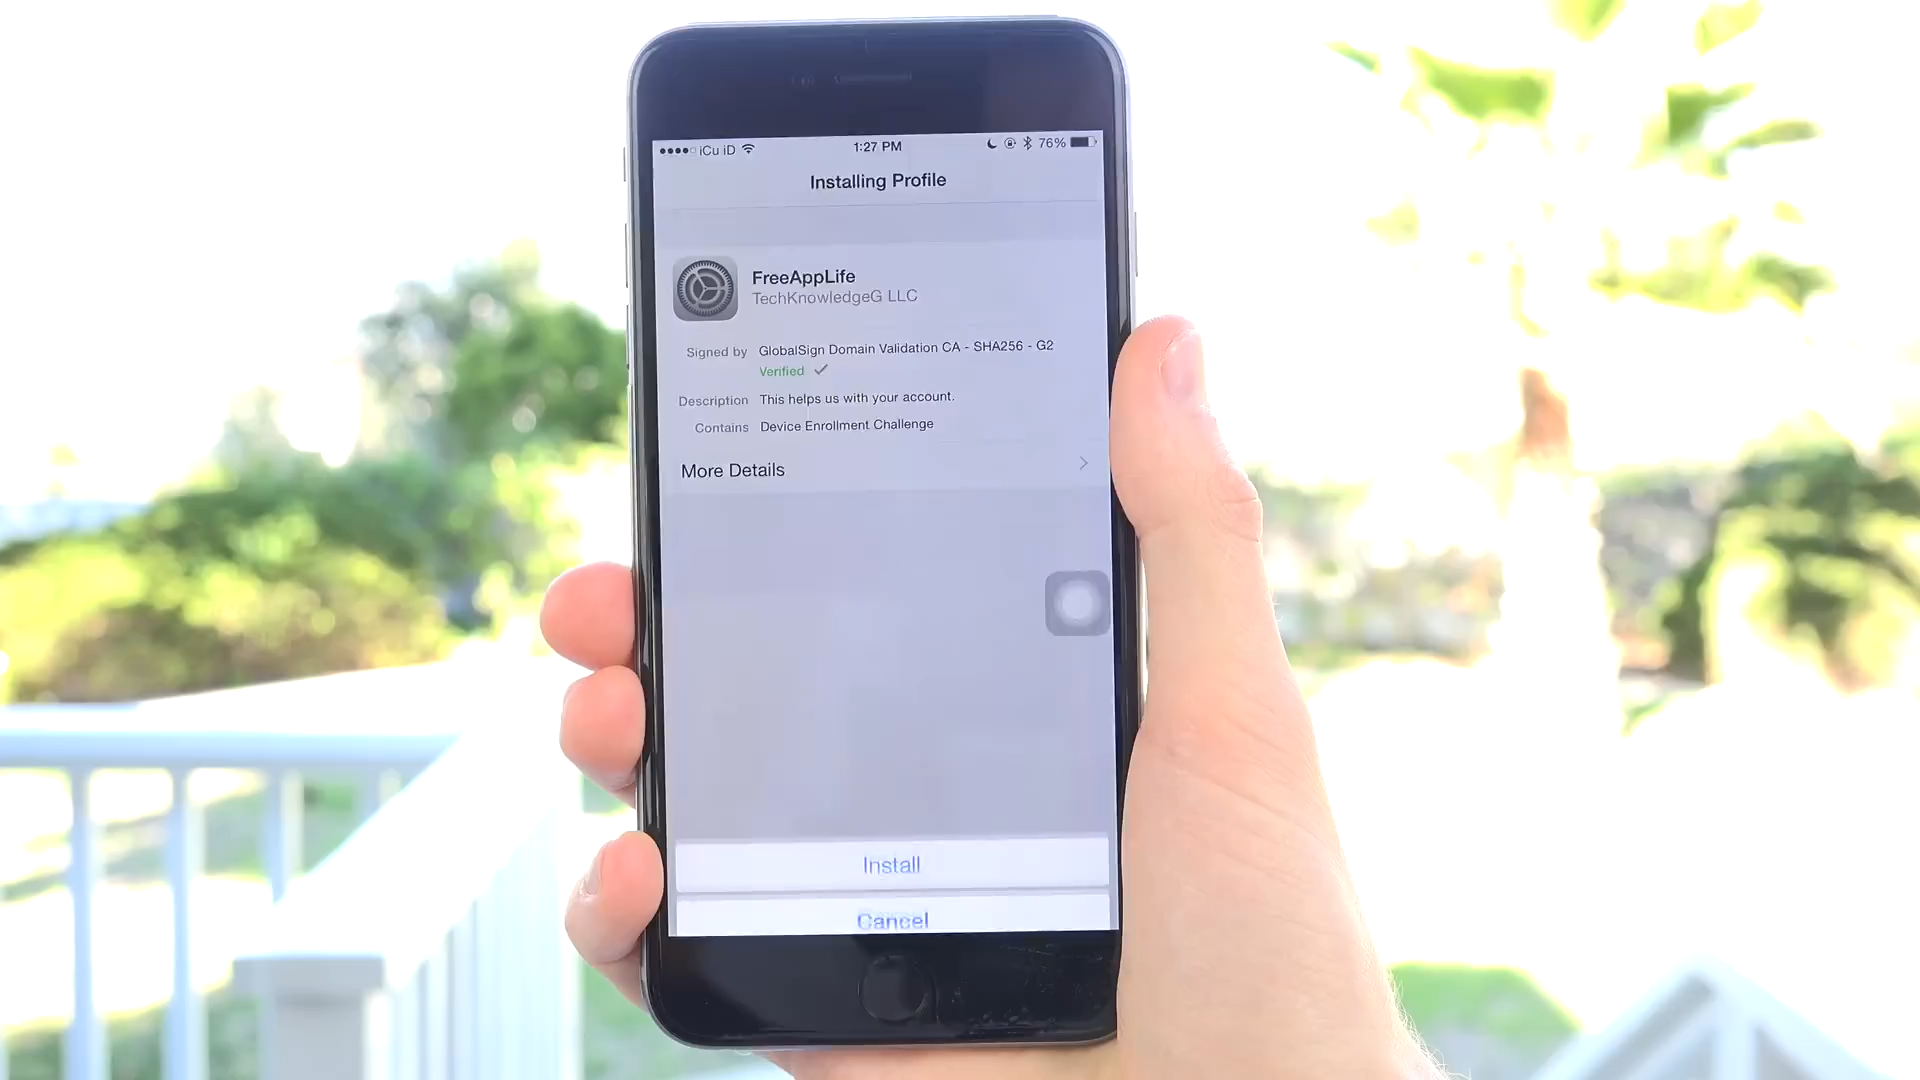 iCu iD 1:27 PM 76%
Installing Profile
FreeAppLife
TechKnowledgeG LLC
Signed by GlobalSign Domain Validation CA - SHA256 - G2
Verified
Description This helps us with your account.
Contains Device Enrollment Challenge
More Details
Install
Cancel